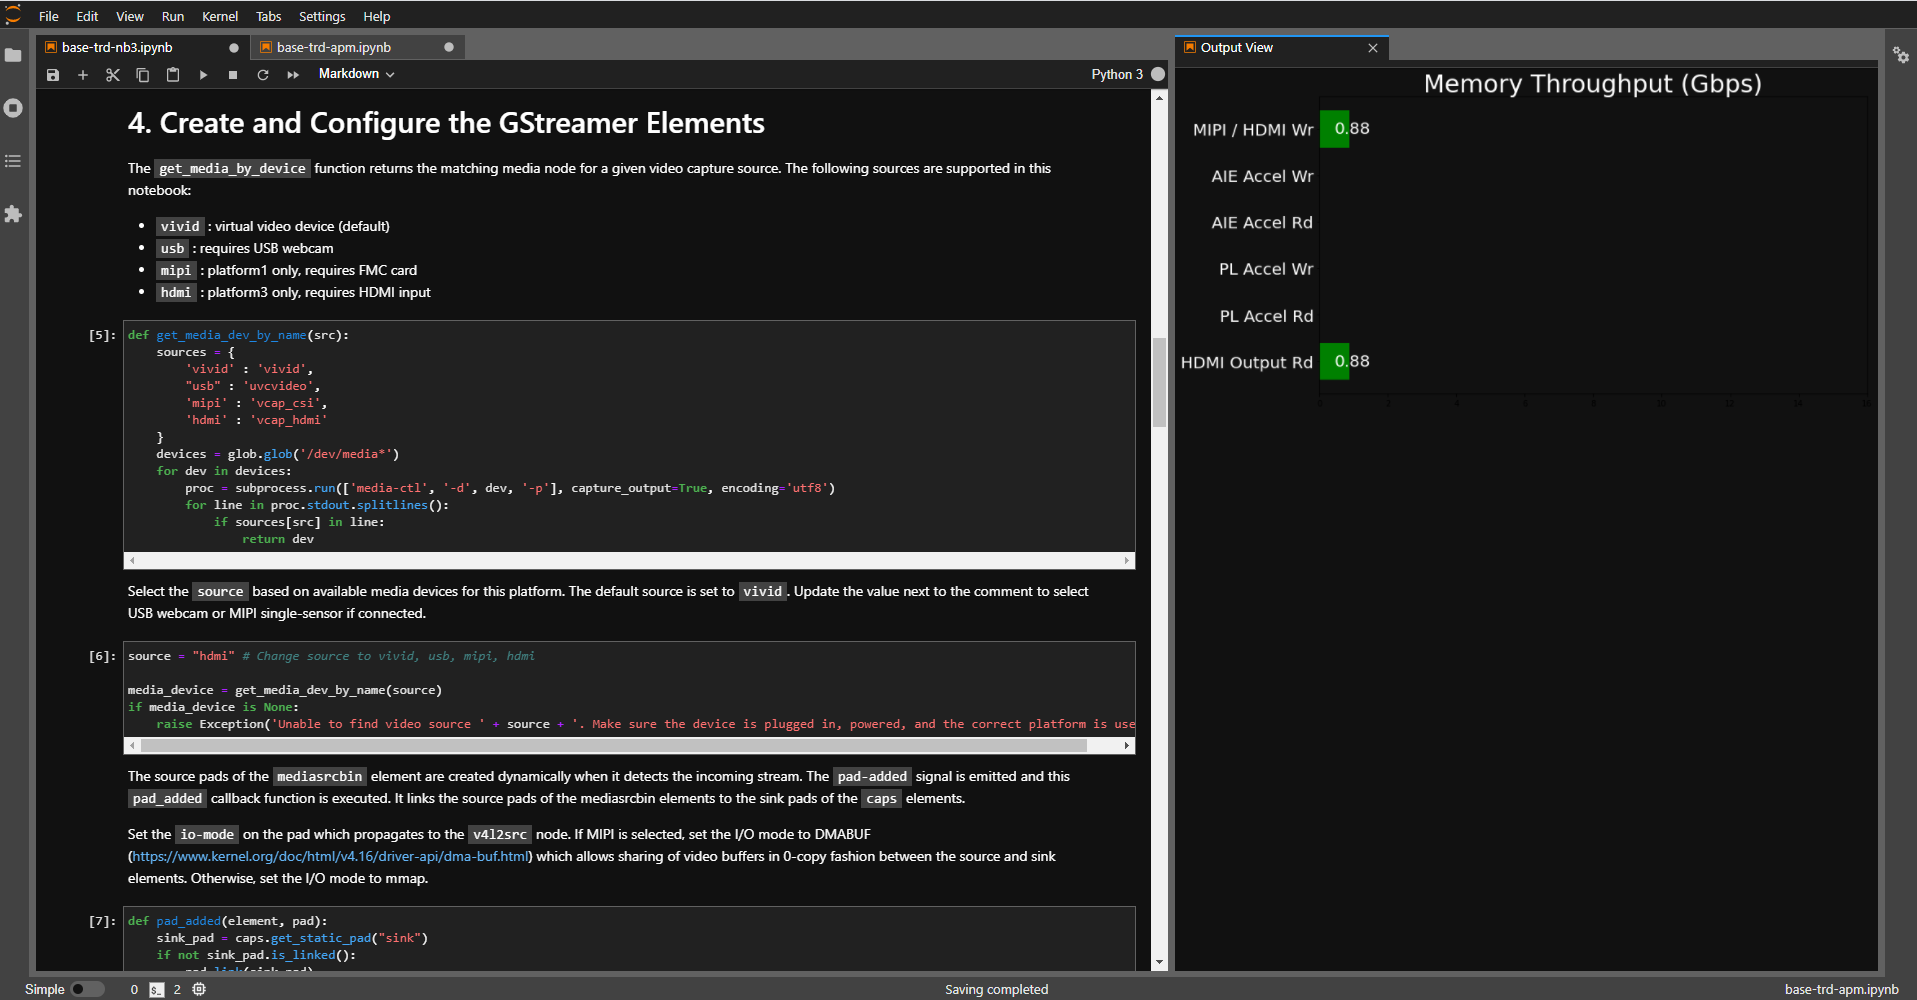 File Edit View Run Kernel Tabs Settings Help
base-trd-nb3.ipynb
base-trd-apm.ipynb
Markdown
Python 3
4. Create and Configure the GStreamer Elements
The get_media_by_device function returns the matching media node for a given video capture source. The following sources are supported in this
notebook:
• vivid : virtual video device (default)
• usb : requires USB webcam
• mipi : platform1 only, requires FMC card
• hdmi : platform3 only, requires HDMI input
[5]: def get_media_dev_by_name(src):
sources = {
'vivid' : 'vivid',
"usb" : 'uvcvideo',
'mipi' : 'vcap_csi',
'hdmi' : 'vcap_hdmi'
}
devices = glob.glob('/dev/media*')
for dev in devices:
proc = subprocess.run(['media-ctl', '-d', dev, '-p'], capture_output=True, encoding='utf8')
for line in proc.stdout.splitlines():
if sources[src] in line:
return dev
Select the source based on available media devices for this platform. The default source is set to vivid. Update the value next to the comment to select
USB webcam or MIPI single-sensor if connected.
[6]: source = "hdmi" # Change source to vivid, usb, mipi, hdmi
media_device = get_media_dev_by_name(source)
if media_device is None:
raise Exception('Unable to find video source ' + source + '. Make sure the device is plugged in, powered, and the correct platform is use
The source pads of the mediasrcbin element are created dynamically when it detects the incoming stream. The pad-added signal is emitted and this
pad_added callback function is executed. It links the source pads of the mediasrcbin elements to the sink pads of the caps elements.
Set the io-mode on the pad which propagates to the v4l2src node. If MIPI is selected, set the I/O mode to DMABUF
(https://www.kernel.org/doc/html/v4.16/driver-api/dma-buf.html) which allows sharing of video buffers in 0-copy fashion between the source and sink
elements. Otherwise, set the I/O mode to mmap.
[7]: def pad_added(element, pad):
sink_pad = caps.get_static_pad("sink")
if not sink_pad.is_linked():
pad.link(sink_pad)
Output View
Memory Throughput (Gbps)
MIPI / HDMI Wr 0.88
AIE Accel Wr
AIE Accel Rd
PL Accel Wr
PL Accel Rd
HDMI Output Rd 0.88
0 2 4 6 8 10 12 14 16
Simple 0 $_ 2
Saving completed
base-trd-apm.ipynb